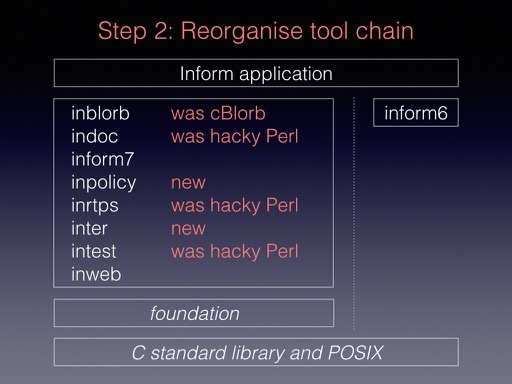 Step 2: Reorganise tool chain
Inform application
inblorb was cBlorb
indoc was hacky Perl
inform7
inpolicy new
inrtps was hacky Perl
inter new
intest was hacky Perl
inweb
inform6
foundation
C standard library and POSIX